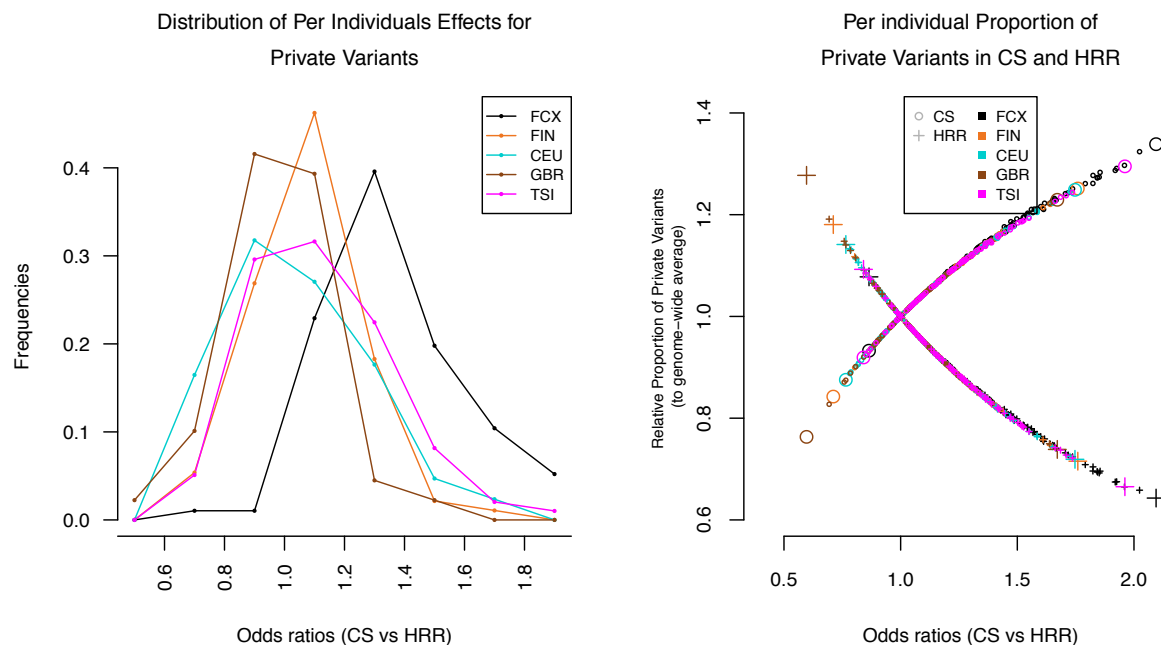 Distribution of Per Individuals Effects for
Private Variants
Frequencies
0.4
0.3
0.2
0.1
0.0
FCX
FIN
CEU
GBR
TSI
0.6
0.8
1.0
1.2
1.4
1.6
1.8
Odds ratios (CS vs HRR)
Per individual Proportion of
Private Variants in CS and HRR
Relative Proportion of Private Variants
(to genome−wide average)
1.4
1.2
1.0
0.8
0.6
CS
HRR
FCX
FIN
CEU
GBR
TSI
0.5
1.0
1.5
2.0
Odds ratios (CS vs HRR)